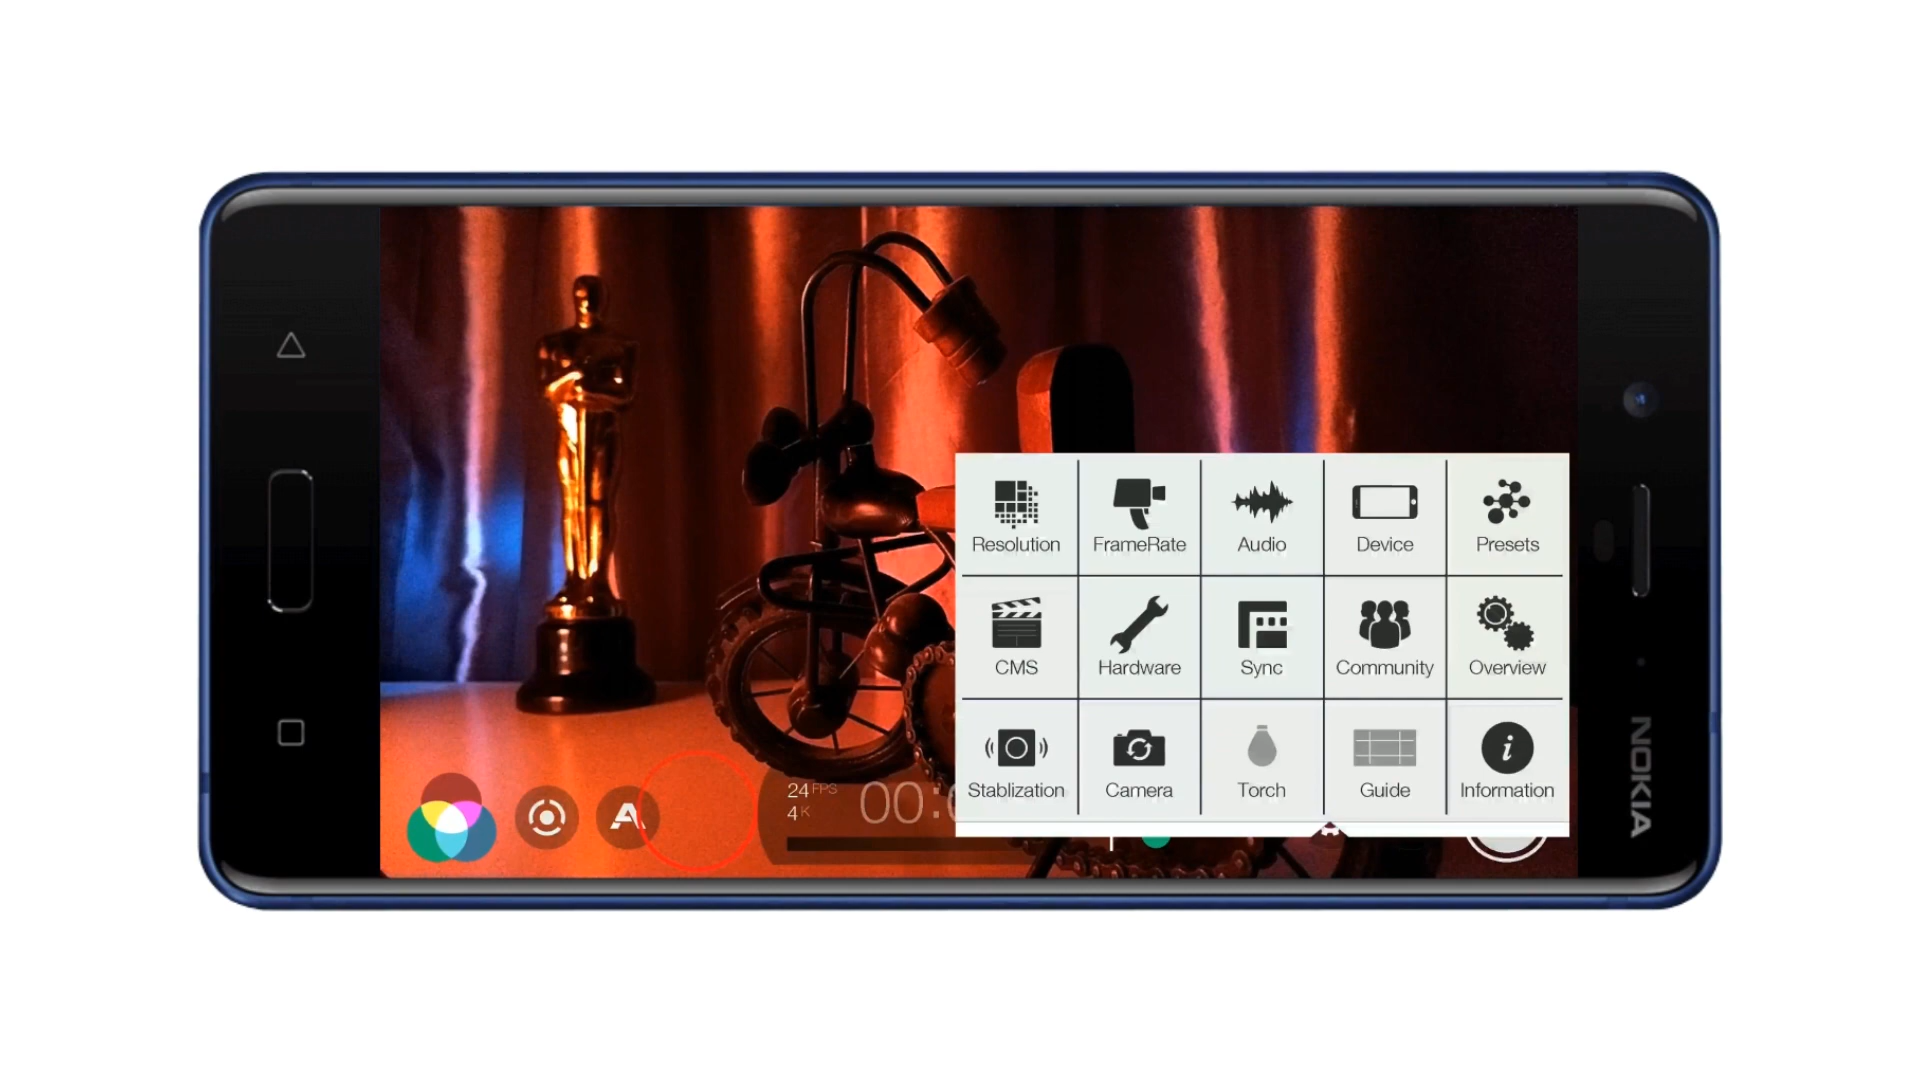 Resolution FrameRate Audio Device Presets
CMS Hardware Sync Community Overview
Stablization Camera Torch Guide Information
24 FPS
4K
00:
A
NOKIA